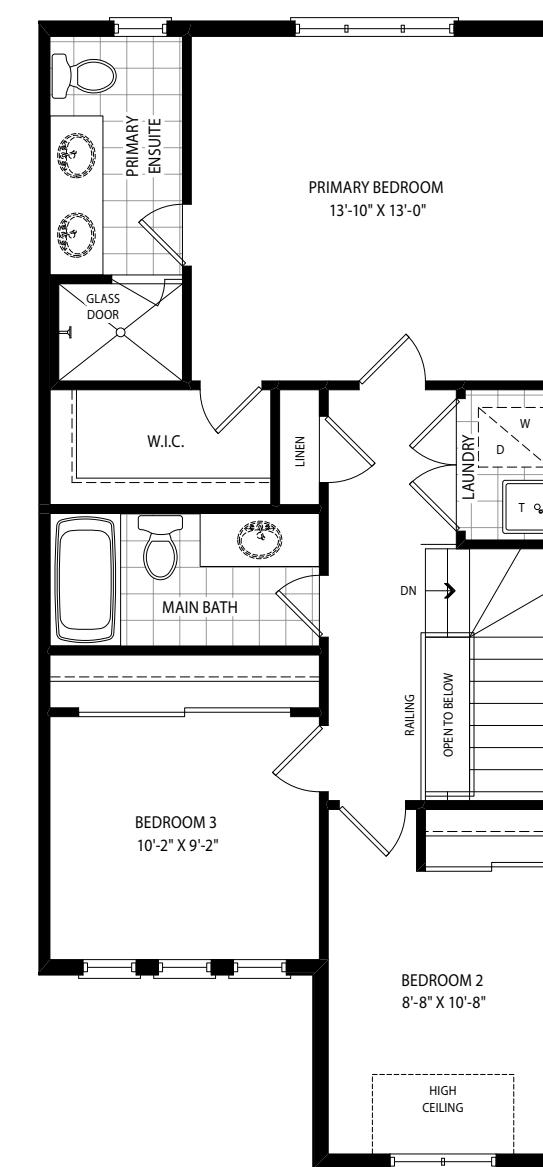 PRIMARY
ENSUITE
PRIMARY BEDROOM
13'-10" X 13'-0"
GLASS
DOOR
W.I.C.
LINEN
LAUNDRY
W
D
T
MAIN BATH
DN
RAILING
OPEN TO BELOW
BEDROOM 3
10'-2" X 9'-2"
BEDROOM 2
8'-8" X 10'-8"
HIGH
CEILING